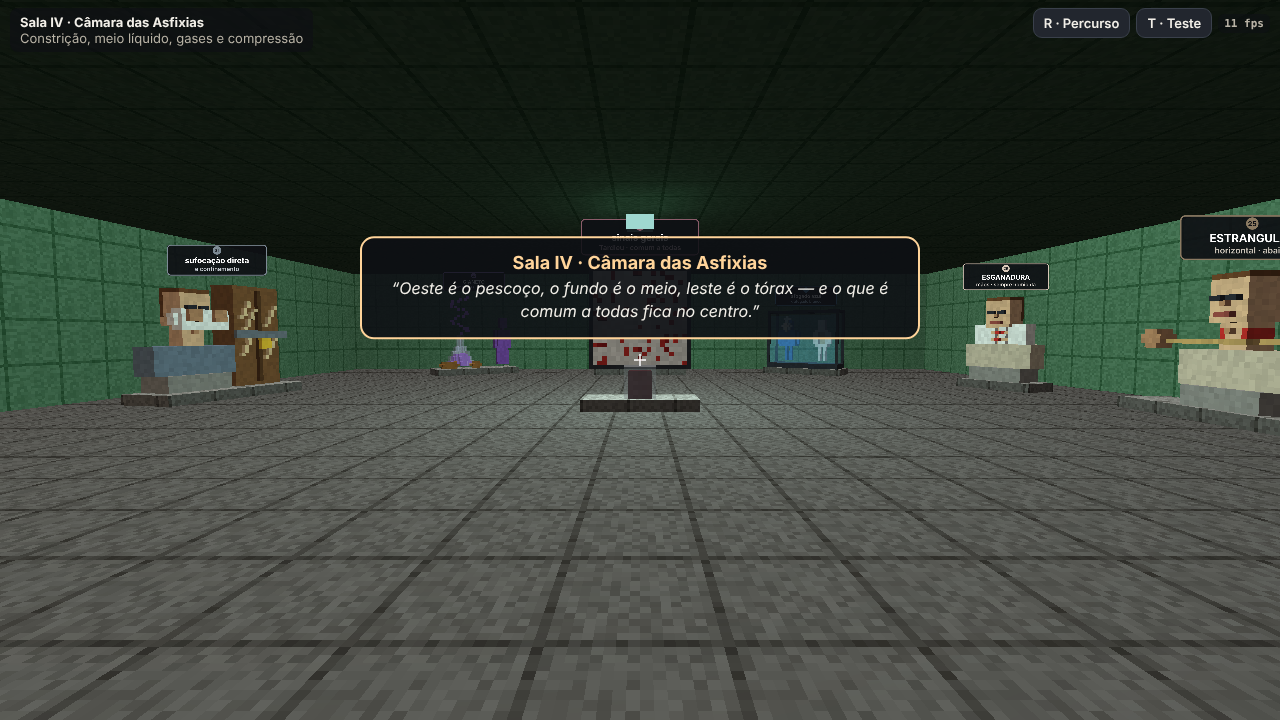 Sala IV · Câmara das Asfixias
Constrição, meio líquido, gases e compressão
R · Percurso
T · Teste
11 fps
sufocação direta
e confinamento
Sala IV · Câmara das Asfixias
“Oeste é o pescoço, o fundo é o meio, leste é o tórax — e o que é
comum a todas fica no centro.”
ESGANADURA
25
ESTRANGUL
horizontal · abai